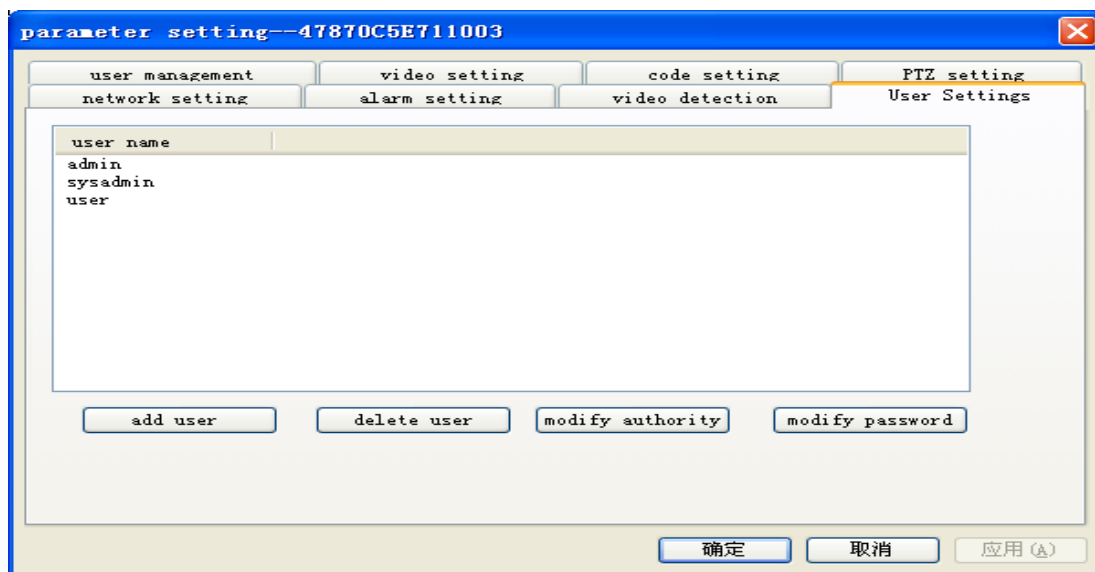 parameter setting--47870C5E711003
user management video setting code setting PTZ setting
network setting alarm setting video detection User Settings
user name
admin
sysadmin
user
add user delete user modify authority modify password
确定 取消 应用(A)